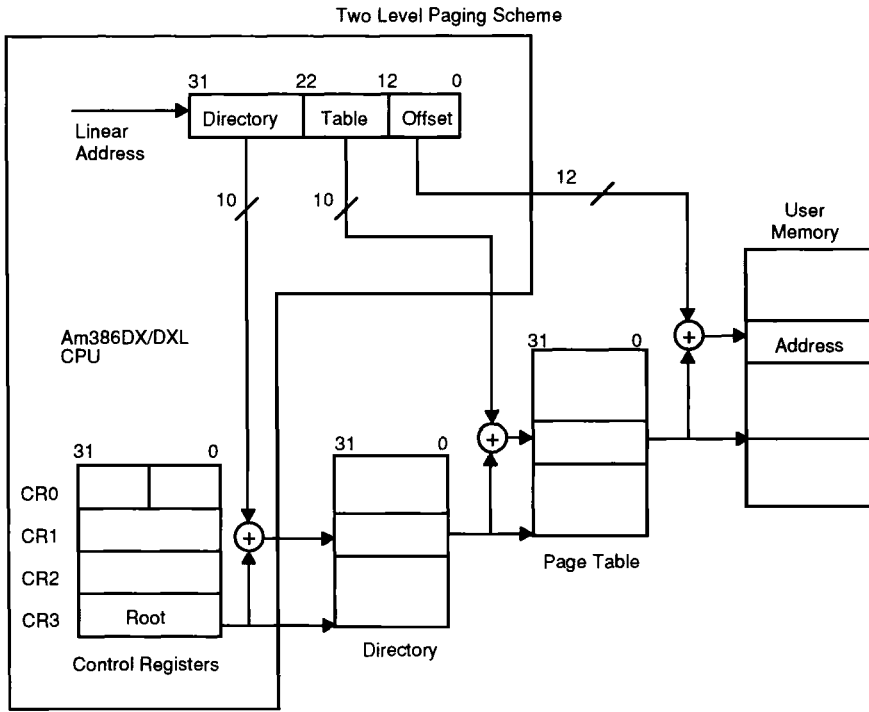 Two Level Paging Scheme
31 22 12 0
Directory Table Offset
Linear
Address
10 10 12
User
Memory
Am386DX/DXL
CPU
31 0
Address
31 0
31 0
CR0
CR1
Page Table
CR2
CR3 Root
Directory
Control Registers